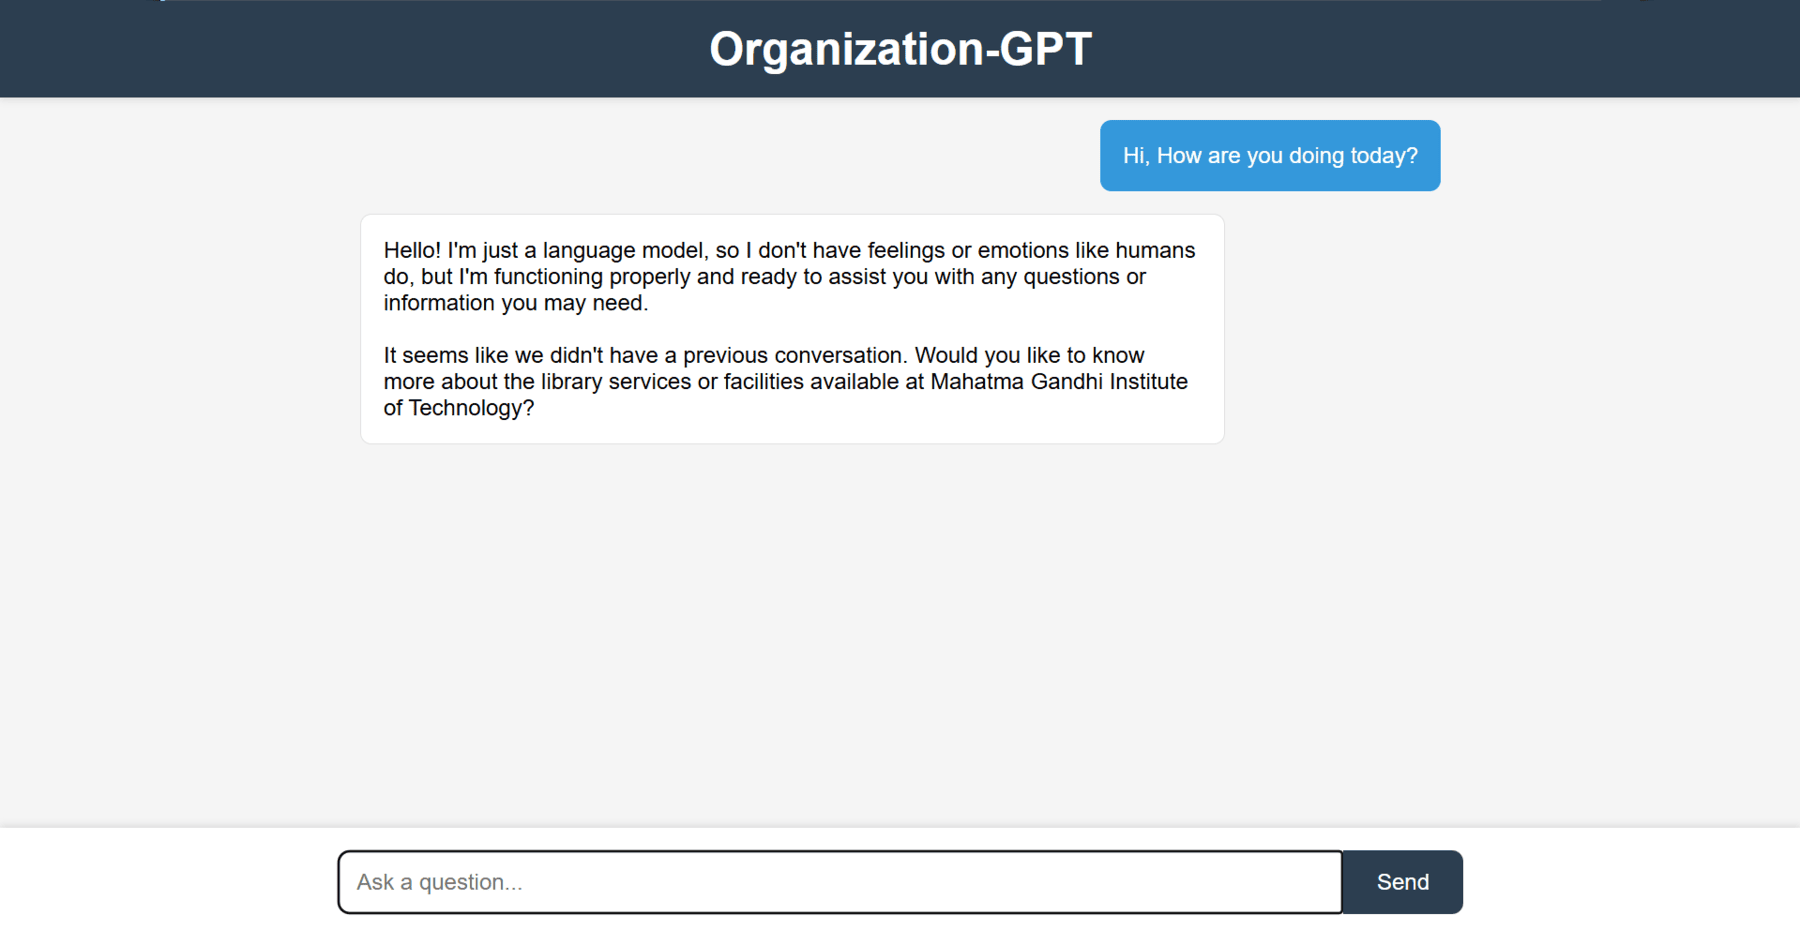 Organization-GPT
Hi, How are you doing today?
Hello! I'm just a language model, so I don't have feelings or emotions like humans
do, but I'm functioning properly and ready to assist you with any questions or
information you may need.
It seems like we didn't have a previous conversation. Would you like to know
more about the library services or facilities available at Mahatma Gandhi Institute
of Technology?
Ask a question...
Send